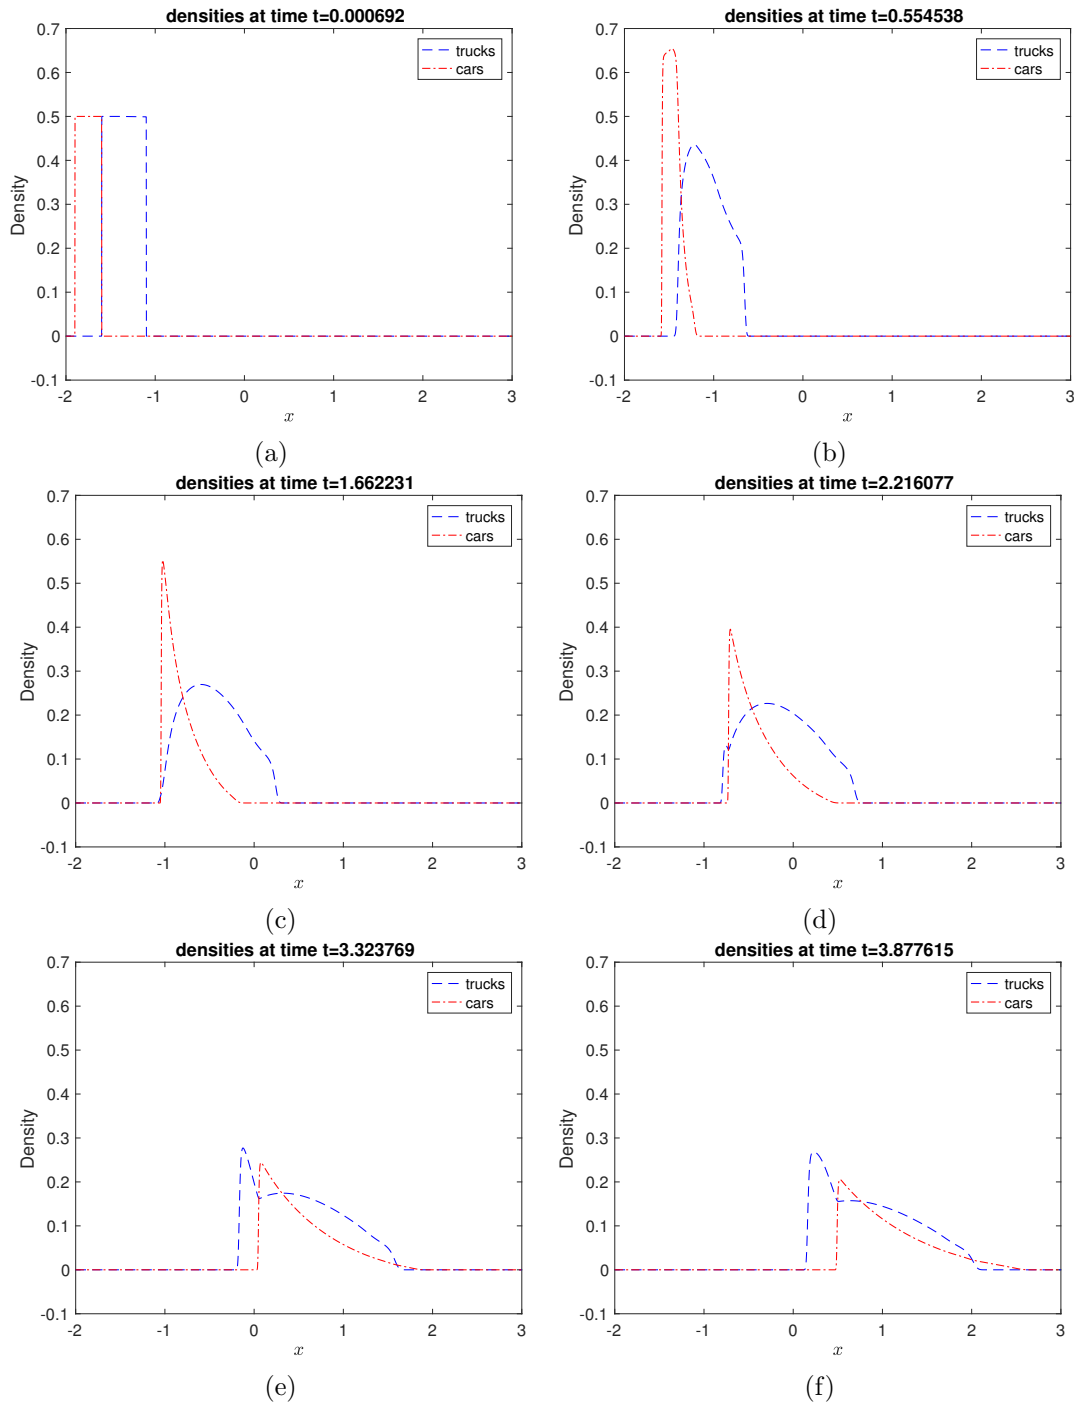 densities at time t=0.000692
0.7
0.6
0.5
0.4
0.3
0.2
0.1
0
-0.1
Density
trucks
cars
-2 -1 0 1 2 3
x
(a)
densities at time t=0.554538
0.7
0.6
0.5
0.4
0.3
0.2
0.1
0
-0.1
Density
trucks
cars
-2 -1 0 1 2 3
x
(b)
densities at time t=1.662231
0.7
0.6
0.5
0.4
0.3
0.2
0.1
0
-0.1
Density
trucks
cars
-2 -1 0 1 2 3
x
(c)
densities at time t=2.216077
0.7
0.6
0.5
0.4
0.3
0.2
0.1
0
-0.1
Density
trucks
cars
-2 -1 0 1 2 3
x
(d)
densities at time t=3.323769
0.7
0.6
0.5
0.4
0.3
0.2
0.1
0
-0.1
Density
trucks
cars
-2 -1 0 1 2 3
x
(e)
densities at time t=3.877615
0.7
0.6
0.5
0.4
0.3
0.2
0.1
0
-0.1
Density
trucks
cars
-2 -1 0 1 2 3
x
(f)